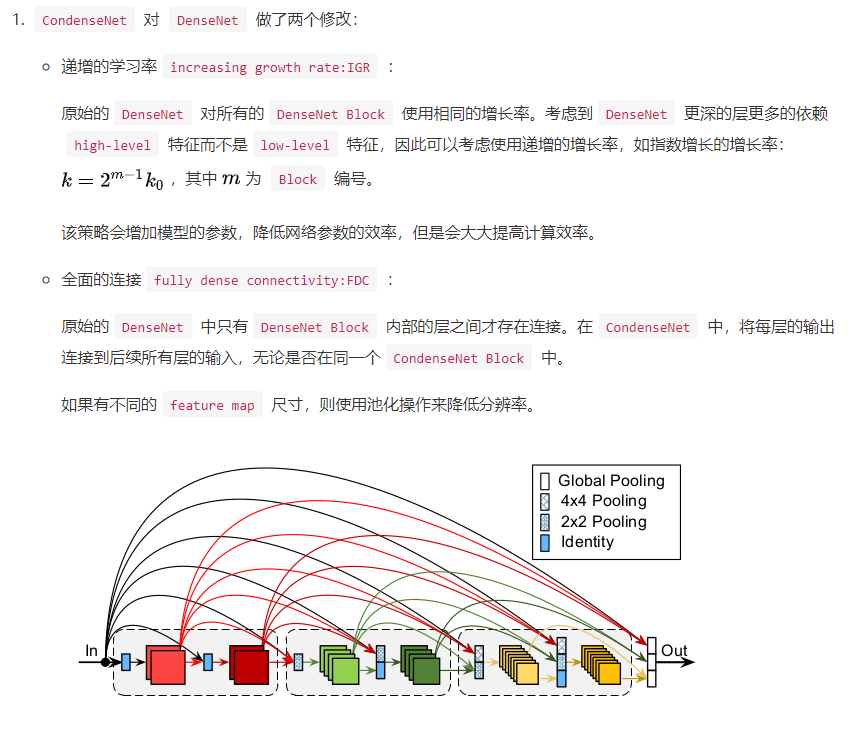 1. CondenseNet 对 DenseNet 做了两个修改：
递增的学习率 increasing growth rate:IGR ：
原始的 DenseNet 对所有的 DenseNet Block 使用相同的增长率。考虑到 DenseNet 更深的层更多的依赖
high-level 特征而不是 low-level 特征，因此可以考虑使用递增的增长率，如指数增长的增长率：
k = 2^{m-1}k_0 ，其中 m 为 Block 编号。
该策略会增加模型的参数，降低网络参数的效率，但是会大大提高计算效率。
全面的连接 fully dense connectivity:FDC ：
原始的 DenseNet 中只有 DenseNet Block 内部的层之间才存在连接。在 CondenseNet 中，将每层的输出
连接到后续所有层的输入，无论是否在同一个 CondenseNet Block 中。
如果有不同的 feature map 尺寸，则使用池化操作来降低分辨率。
Global Pooling
4x4 Pooling
2x2 Pooling
Identity
In
Out